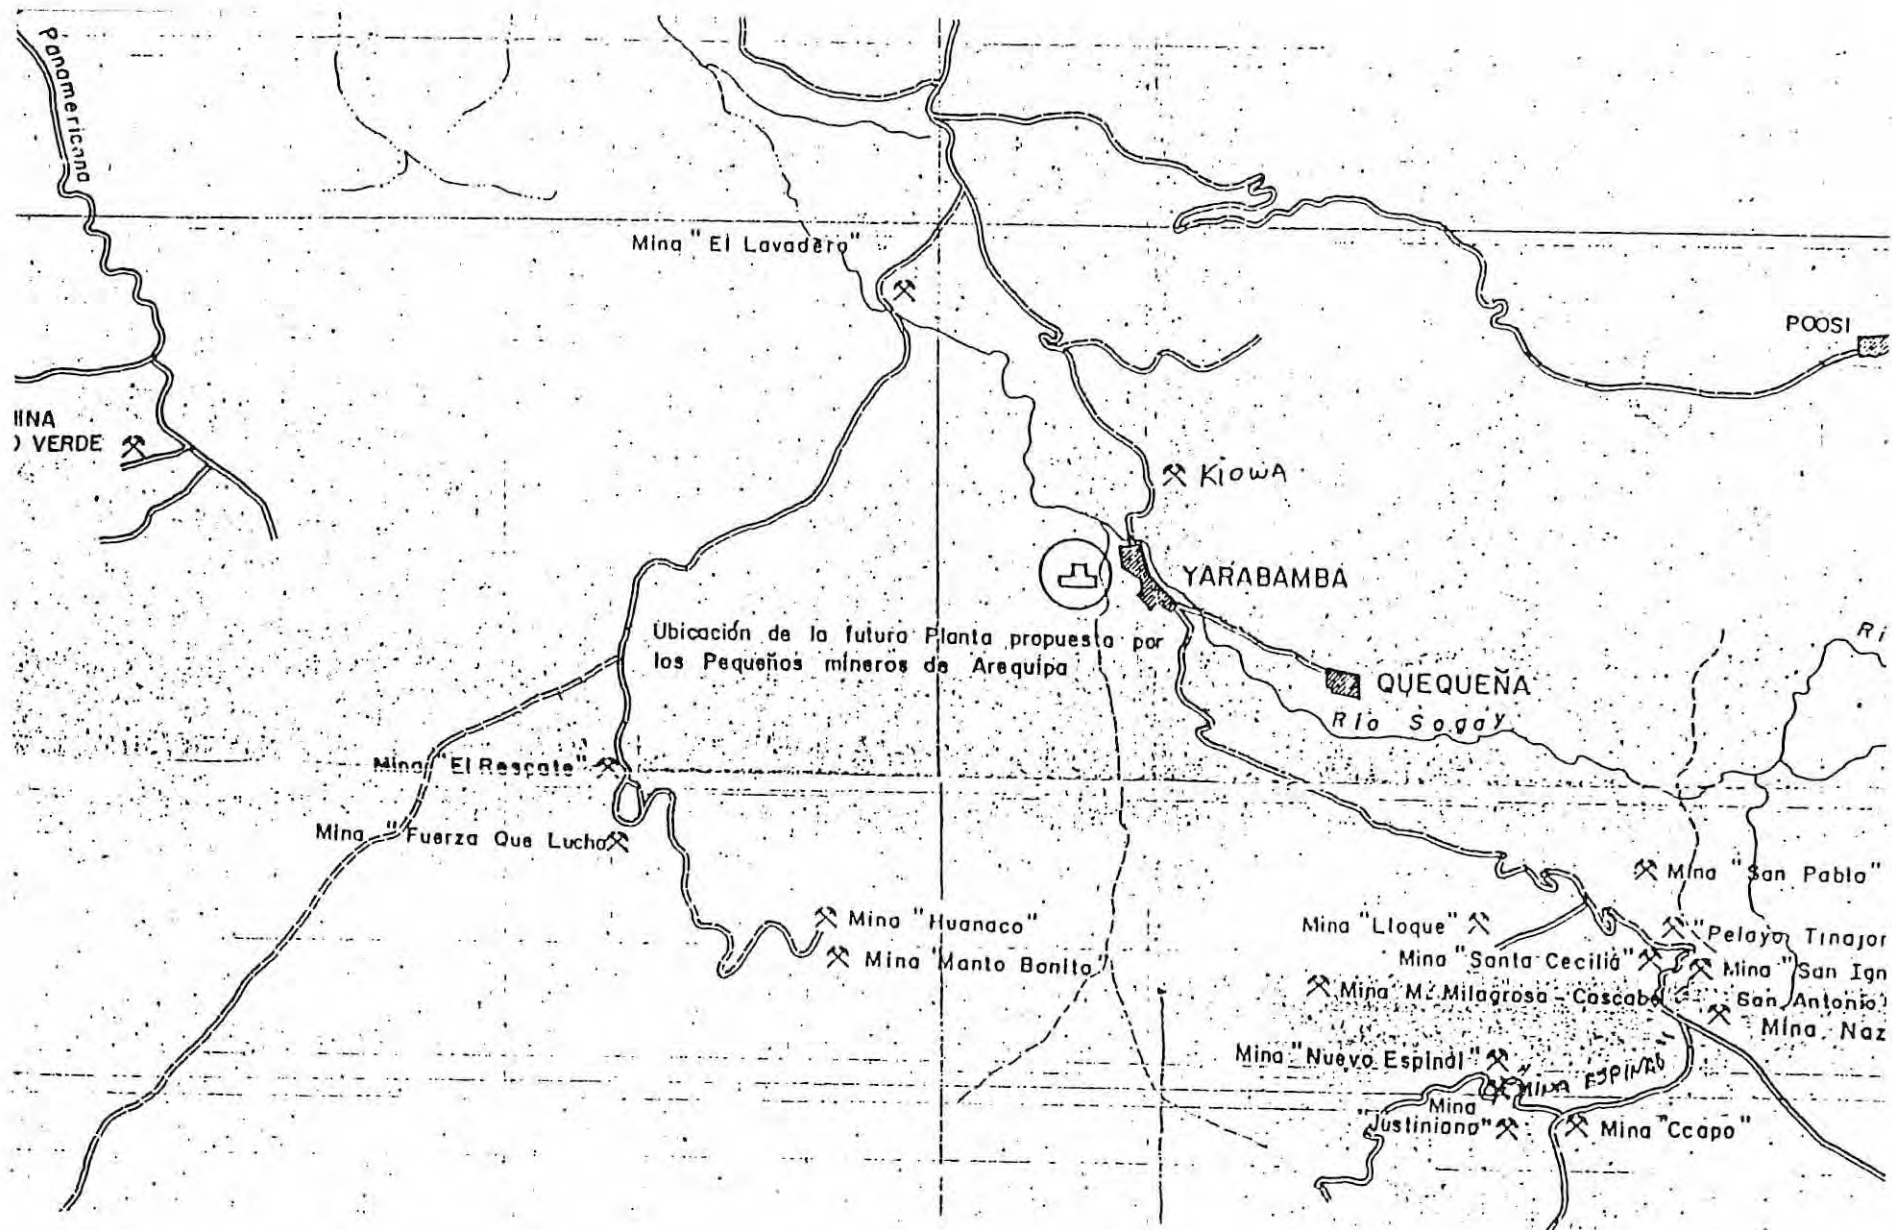 Panamericana
Mina "El Lavadero"
POOSI
VERDE
KIOWA
YARABAMBA
Ubicación de la futura Planta propuesta por
los Pequeños mineros de Arequipa
QUEQUEÑA
Río Sogay
Ri
Mina "El Rescate"
Mina "Fuerza Que Lucho
Mina "San Pablo"
Mina "Huanaco"
Mina "Lloque"
"Pelayo Tinajor
Mina "Manto Bonito"
Mina "Santa Cecilia"
Mina "San Ign
Mina M. Milagrosa - Cascabel
San Antonio
Mina Naz
Mina "Nuevo Espinal"
MINA ESPINAL
Mina
"Justiniano"
Mina "Ccapo"